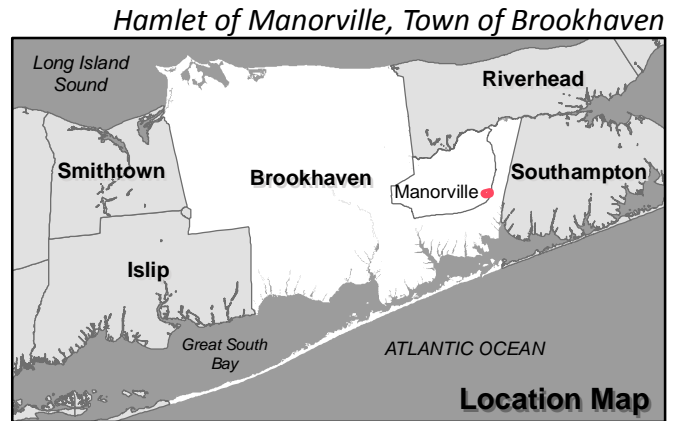 Hamlet of Manorville, Town of Brookhaven
Long Island
Sound
Riverhead
Smithtown
Brookhaven
Southampton
Manorville
Islip
Great South
Bay
ATLANTIC OCEAN
Location Map